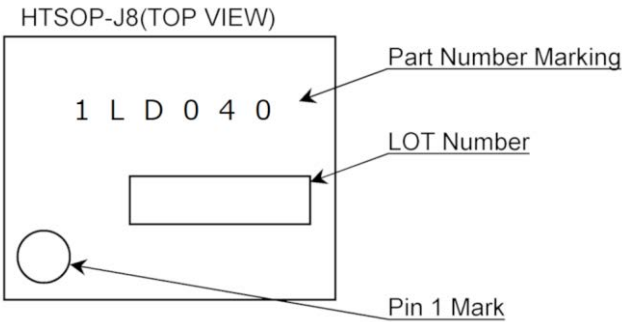 HTSOP-J8(TOP VIEW)
Part Number Marking
1 L D 0 4 0
LOT Number
Pin 1 Mark